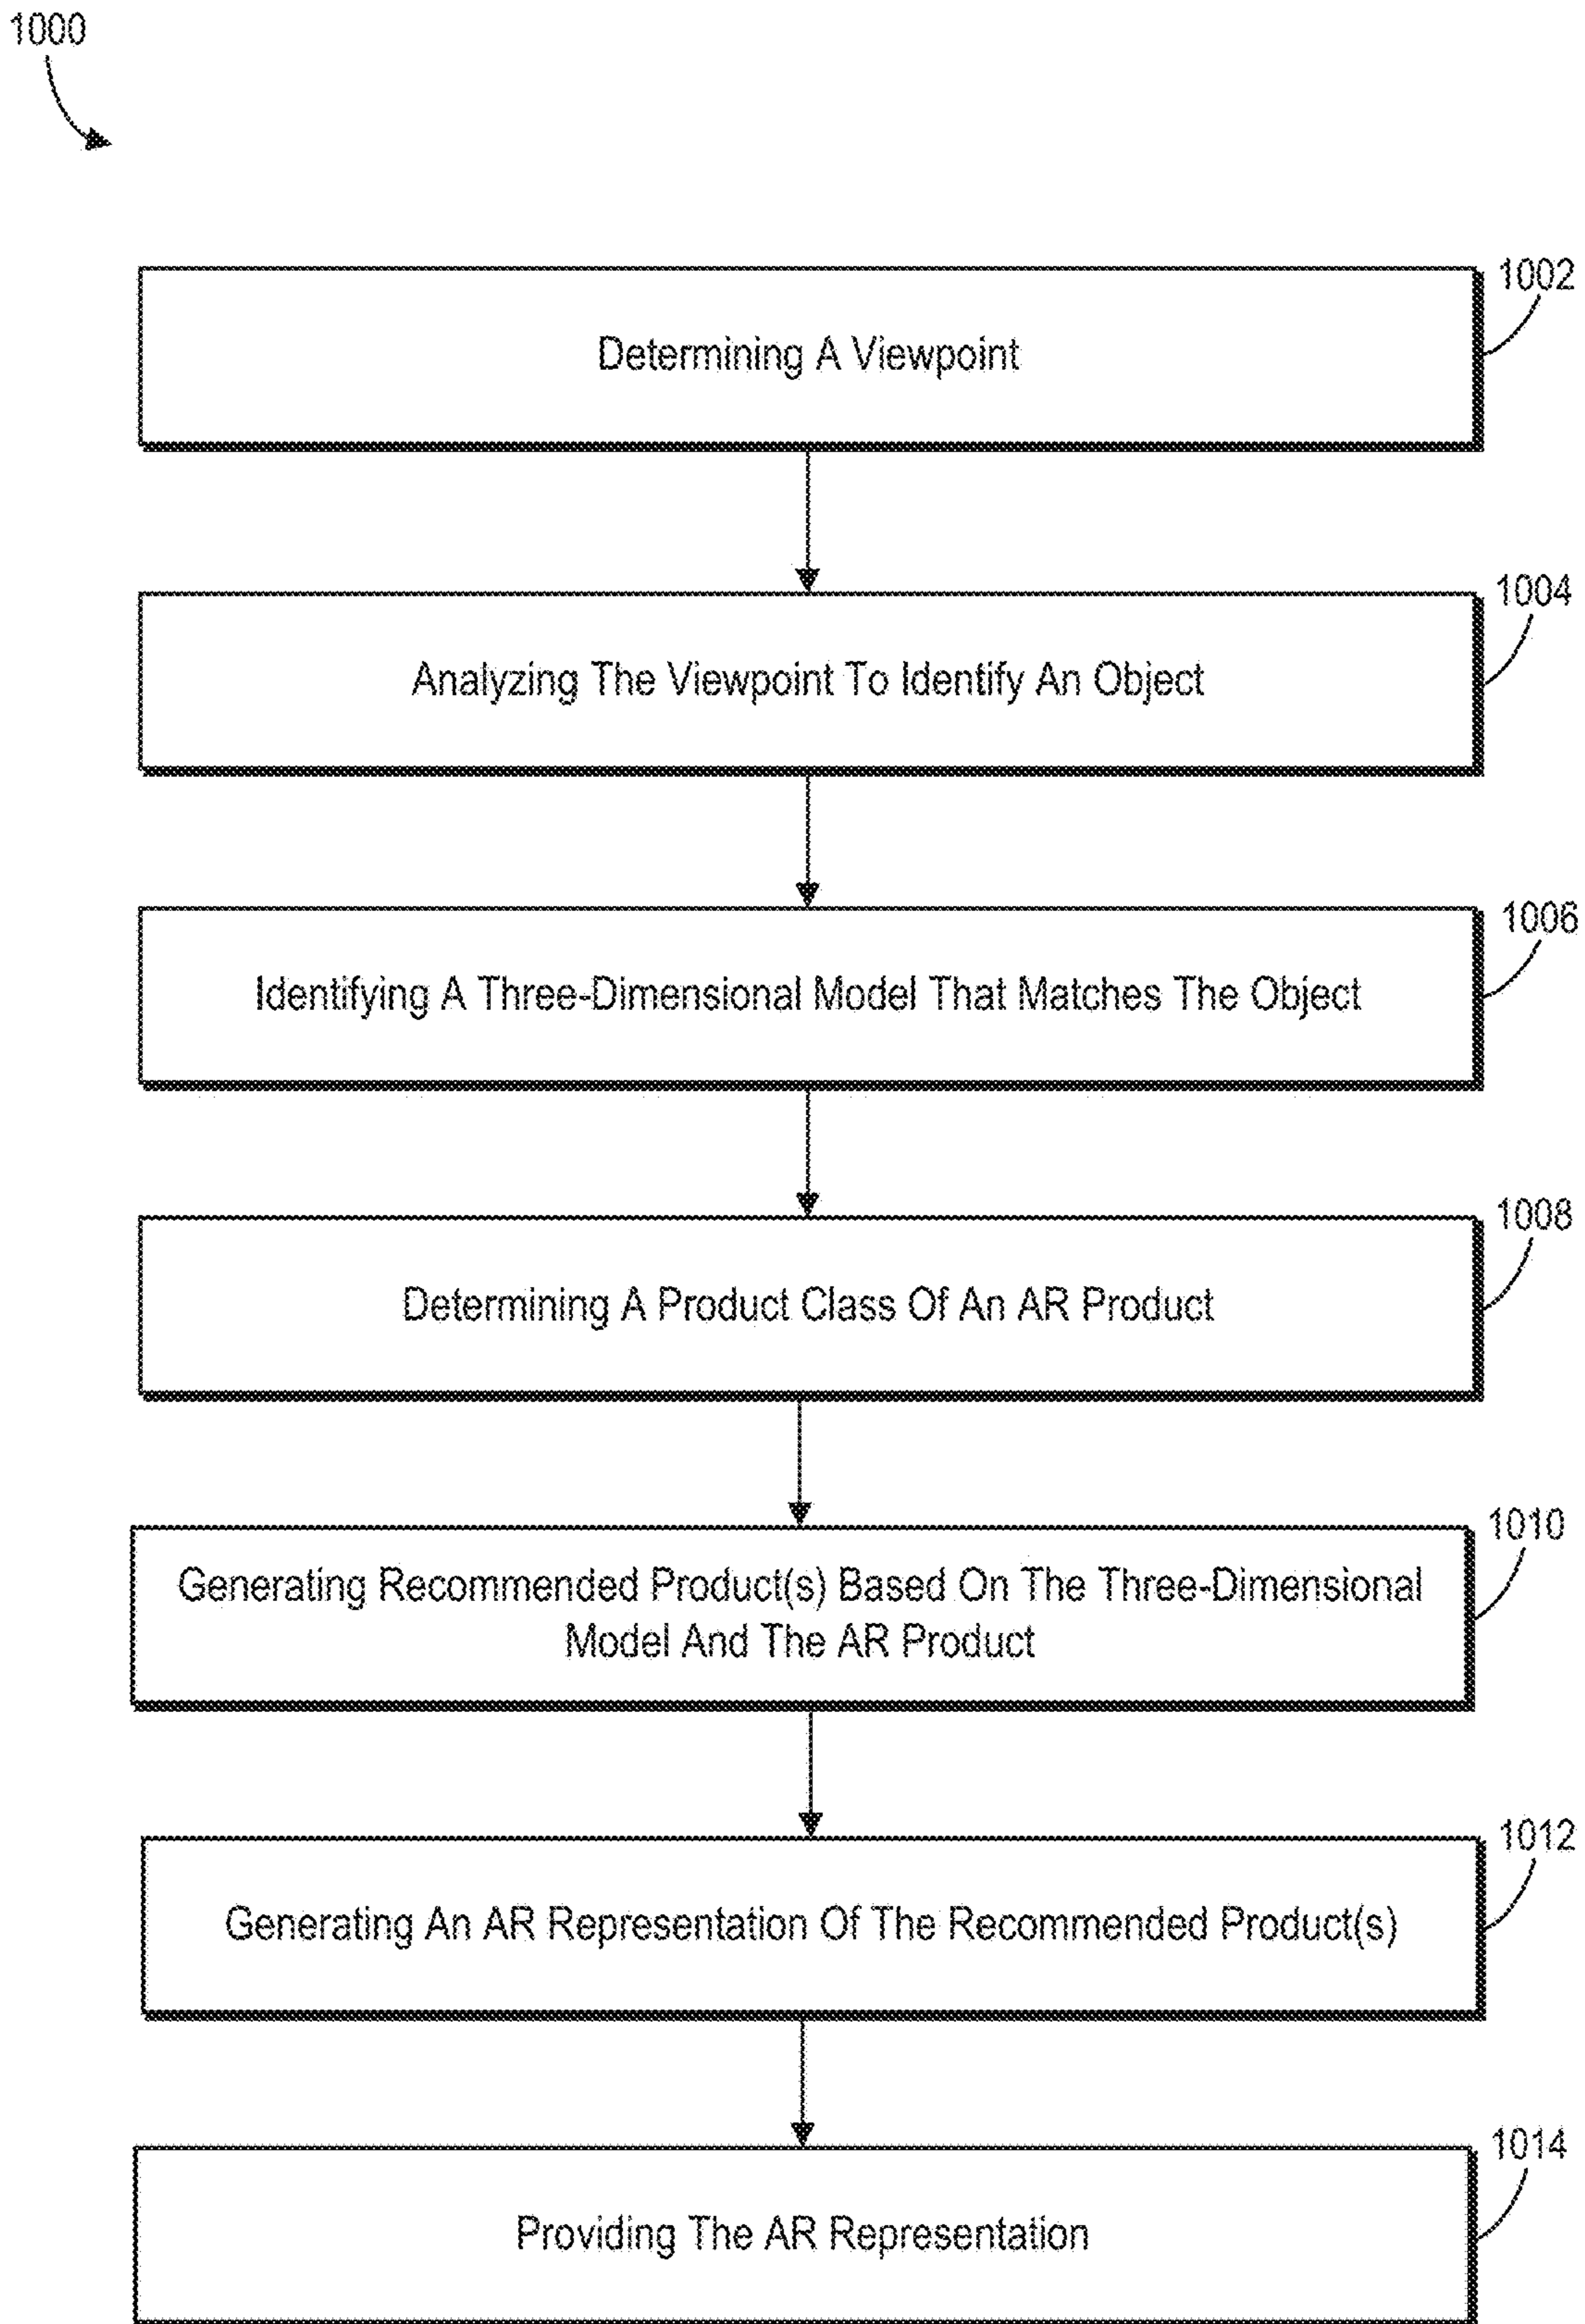 1000
1002
Determining A Viewpoint
1004
Analyzing The Viewpoint To Identify An Object
1006
Identifying A Three-Dimensional Model That Matches The Object
1008
Determining A Product Class Of An AR Product
1010
Generating Recommended Product(s) Based On The Three-Dimensional
Model And The AR Product
1012
Generating An AR Representation Of The Recommended Product(s)
1014
Providing The AR Representation